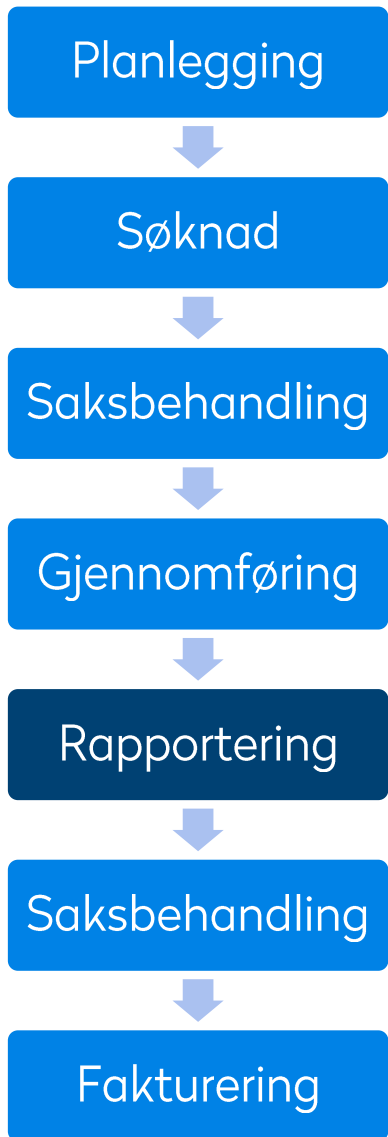 Planlegging
Søknad
Saksbehandling
Gjennomføring
Rapportering
Saksbehandling
Fakturering